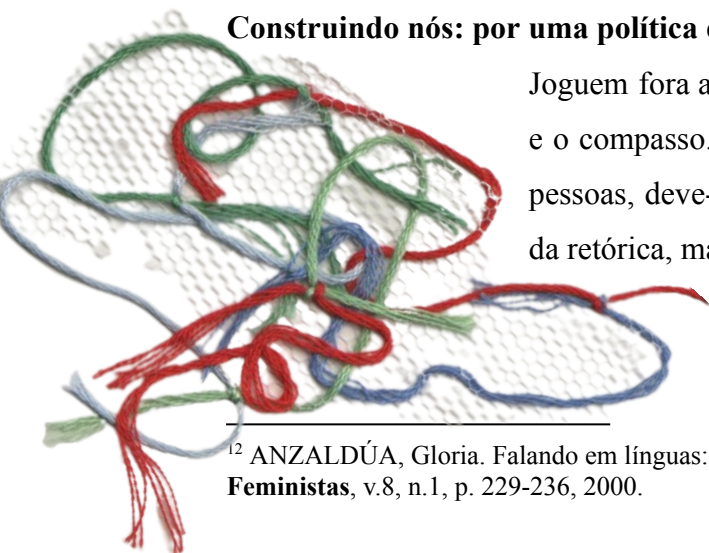 Construindo nós: por uma política
Joguem fora a
e o compasso.
pessoas, deve-
da retórica, ma
12 ANZALDÚA, Gloria. Falando em línguas:
Feministas, v.8, n.1, p. 229-236, 2000.